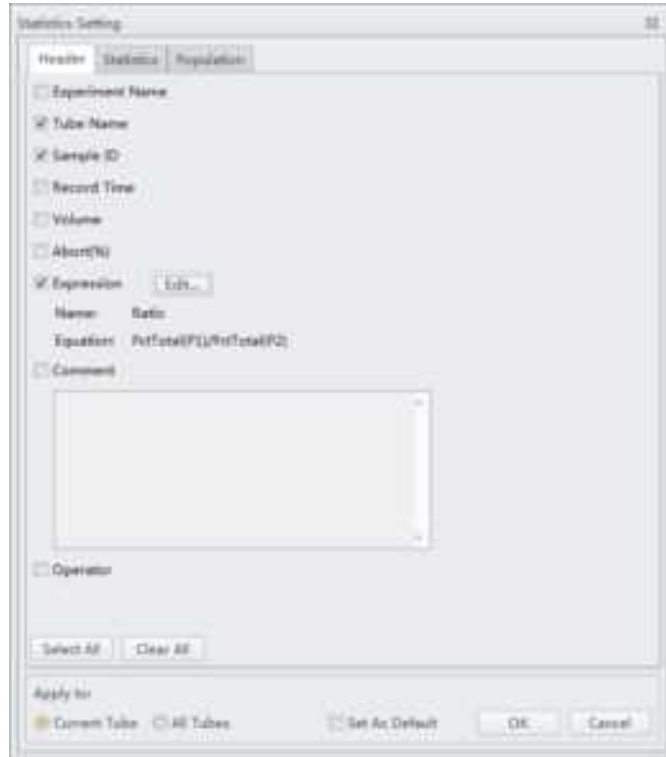 Statistics Setting
Header Statistics Population
Experiment Name
Tube Name
Sample ID
Record Time
Volume
Abort(%)
Expression Edit...
Name: Ratio
Equation: PctTotal(P1)/PctTotal(P2)
Comment
Operator
Select All Clear All
Apply to:
Current Tube All Tubes Set As Default OK Cancel